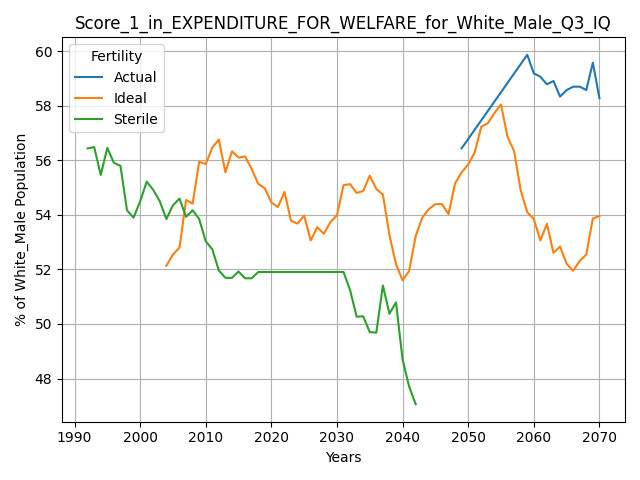 Score_1_in_EXPENDITURE_FOR_WELFARE_for_White_Male_Q3_IQ
Fertility
Actual
Ideal
Sterile
% of White_Male Population
60
58
56
54
52
50
48
1990
2000
2010
2020
2030
2040
2050
2060
2070
Years